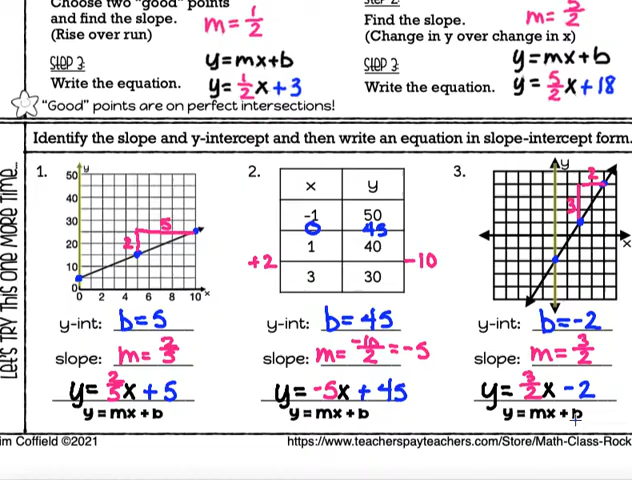 Choose two "good" points
and find the slope.
(Rise over run)
m = 1/2
STEP 3:
Write the equation.
y=mx+b
y= 1/2 x + 3
"Good" points are on perfect intersections!
Find the slope.
(Change in y over change in x)
m= 5/2
STEP 3:
Write the equation.
y=mx+b
y= 5/2 x + 18
LET'S TRY THIS ONE MORE TIME...
Identify the slope and y-intercept and then write an equation in slope-intercept form.
1.
y
50
40
30
20
10
0
0 2 4 6 8 10 x
2
5
y-int: b=5
slope: m=2/5
y= 2/5 x + 5
y = mx + b
2.
x y
-1 50
0 45
1 40
3 30
+2
-10
y-int: b= 45
slope: m= -10/2 = -5
y= -5x + 45
y = mx + b
3.
y
x
2
3
y-int: b=-2
slope: m= 3/2
y= 3/2 x - 2
y = mx + b
im Coffield ©2021
https://www.teacherspayteachers.com/Store/Math-Class-Rock